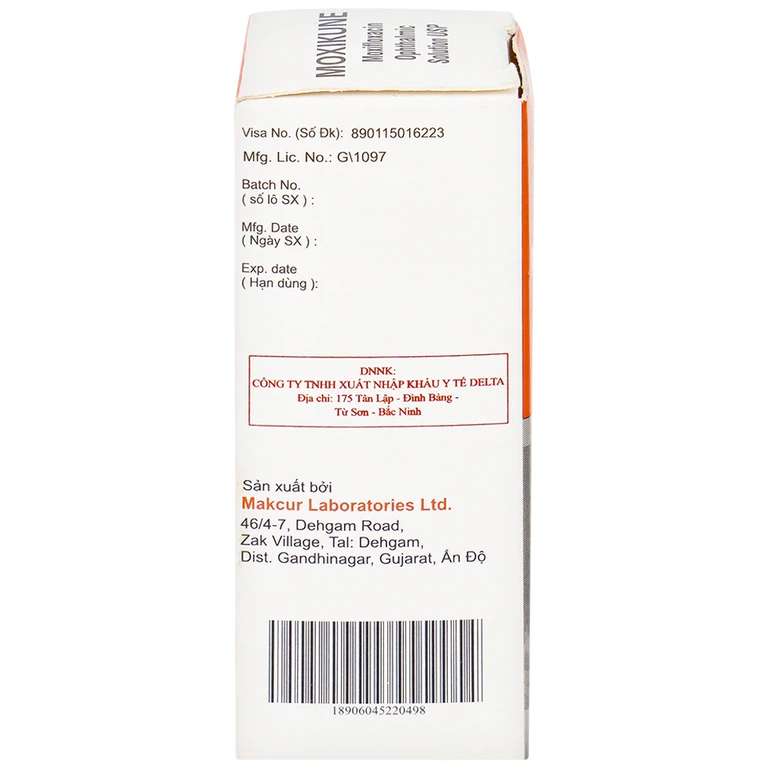 MOXIKUNE
Moxifloxacin
Ophthalmic
Solution USP
Visa No. (Số Đk): 890115016223
Mfg. Lic. No.: G\1097
Batch No.
( số lô SX ) :
Mfg. Date
( Ngày SX ) :
Exp. date
( Hạn dùng ):
DNNK:
CÔNG TY TNHH XUẤT NHẬP KHẨU Y TẾ DELTA
Địa chỉ: 175 Tân Lập - Đình Bảng -
Từ Sơn - Bắc Ninh
Sản xuất bởi
Makcur Laboratories Ltd.
46/4-7, Dehgam Road,
Zak Village, Tal: Dehgam,
Dist. Gandhinagar, Gujarat, Ấn Độ
18906045220498